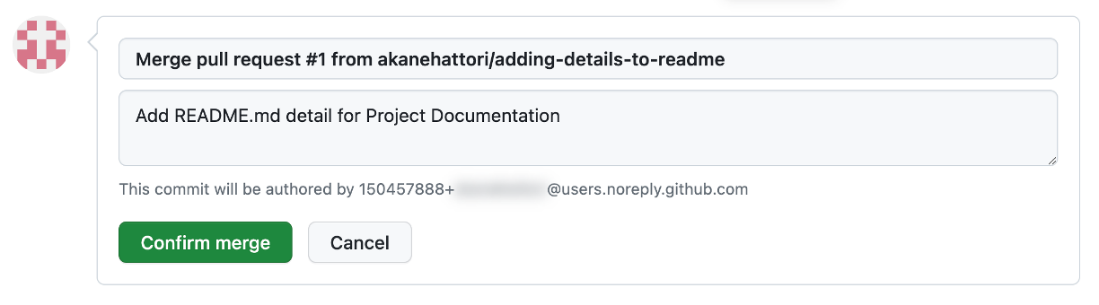 Merge pull request #1 from akanehattori/adding-details-to-readme
Add README.md detail for Project Documentation
This commit will be authored by 150457888+ @users.noreply.github.com
Confirm merge
Cancel